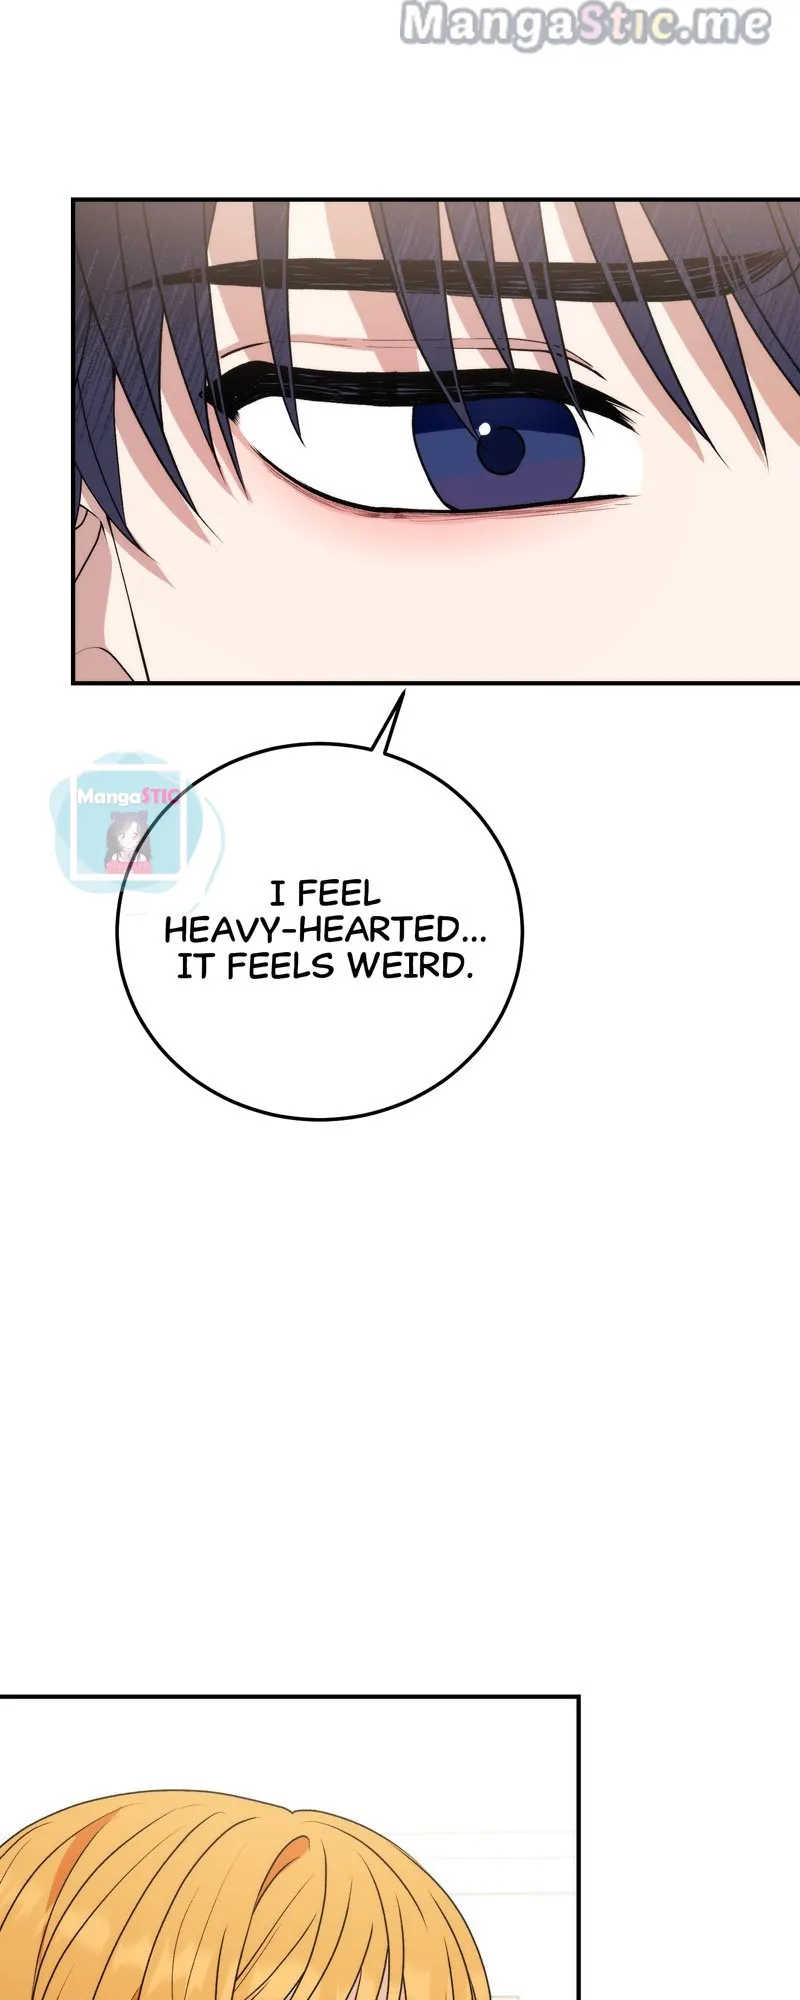 MangaStic.me
MangaSTIC
I FEEL
HEAVY-HEARTED...
IT FEELS WEIRD.